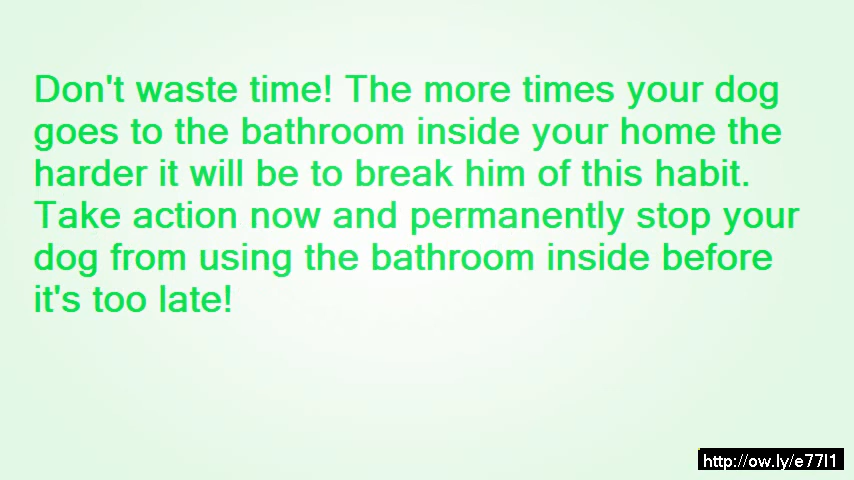 Don't waste time! The more times your dog
goes to the bathroom inside your home the
harder it will be to break him of this habit.
Take action now and permanently stop your
dog from using the bathroom inside before
it's too late!
http://ow.ly/e77I1